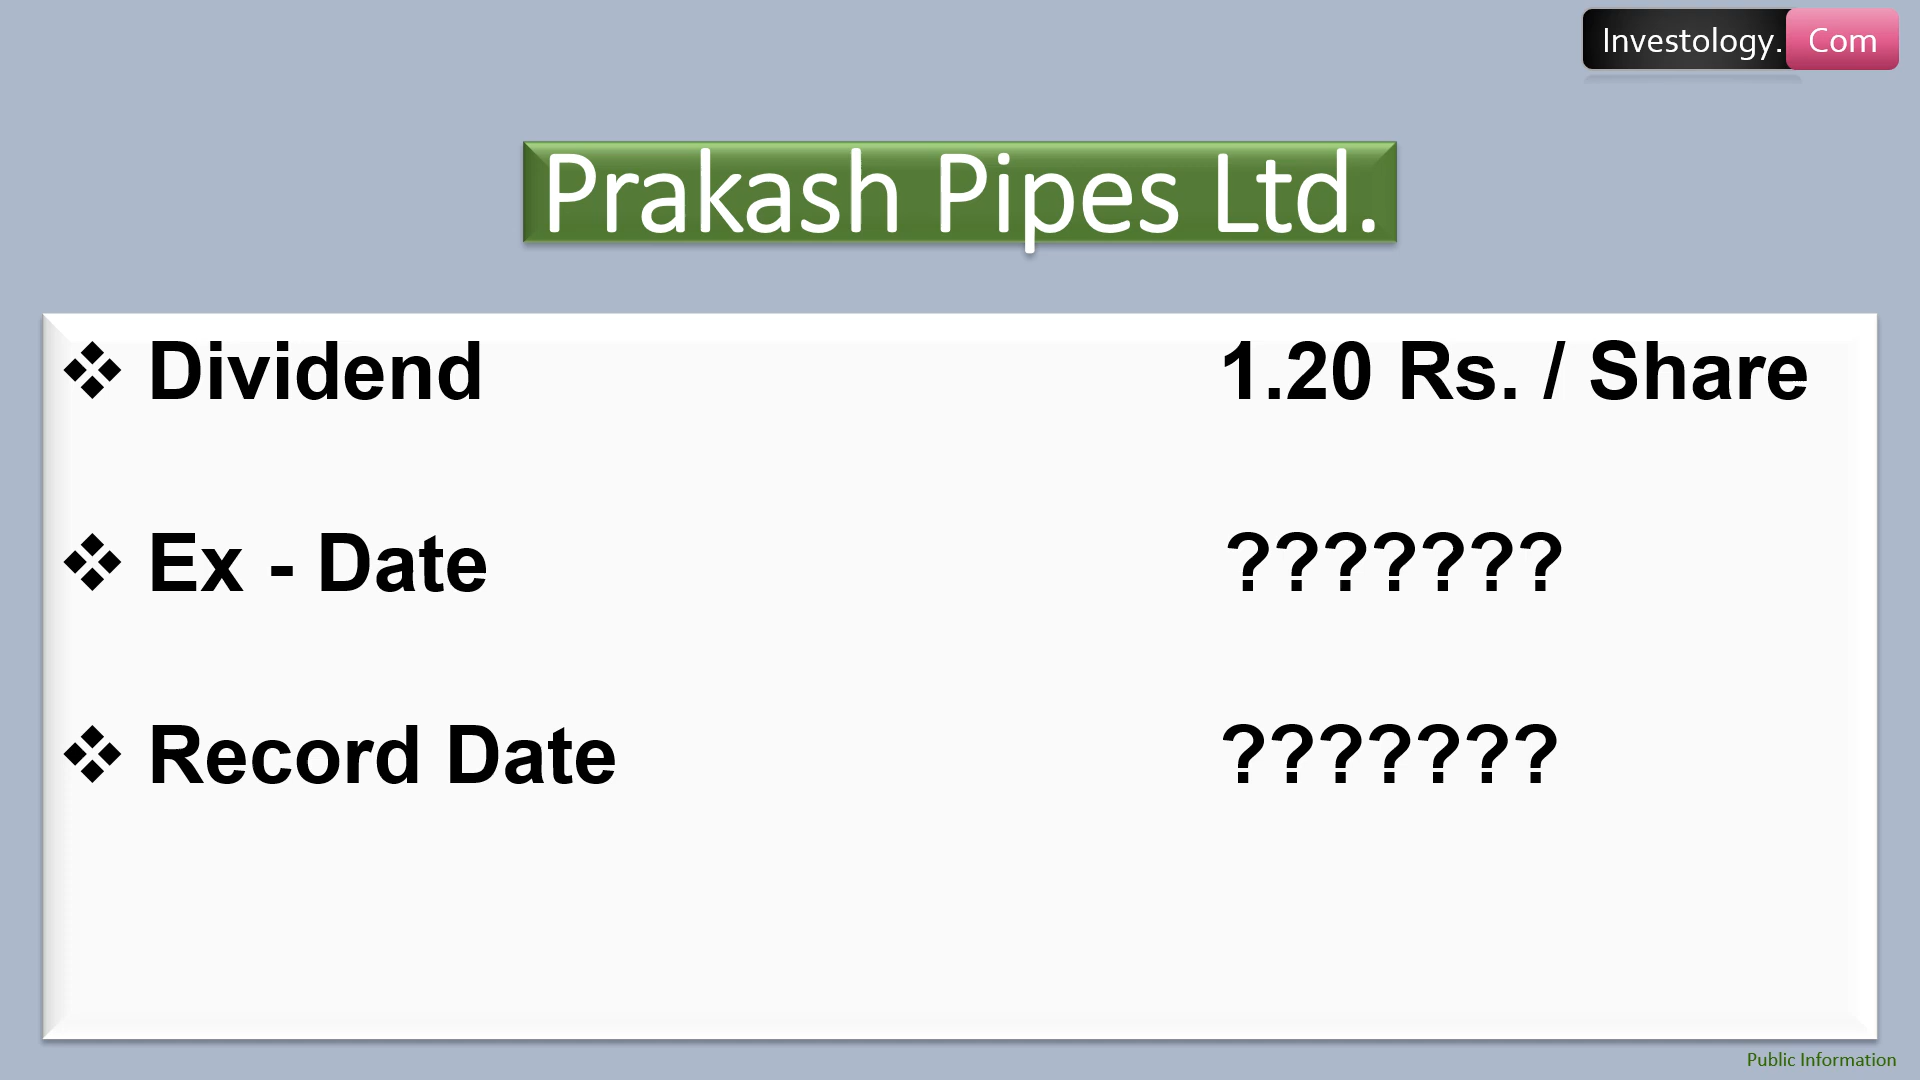 Investology. Com
Prakash Pipes Ltd.
❖ Dividend 1.20 Rs. / Share
❖ Ex - Date ???????
❖ Record Date ???????
Public Information